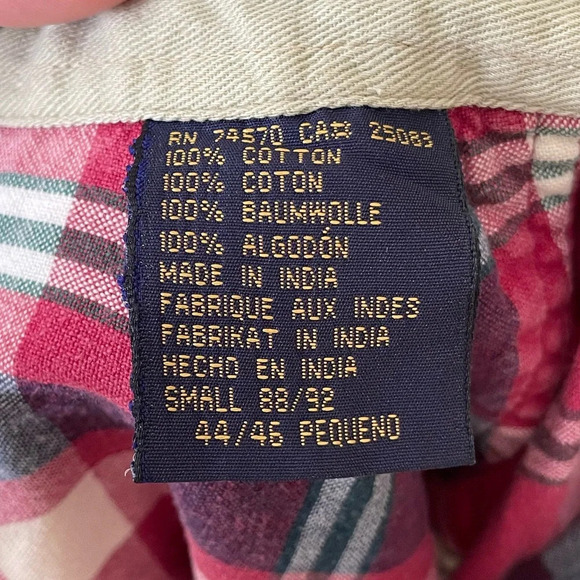 RN 74570 CA# 25083
100% COTTON
100% COTON
100% BAUMWOLLE
100% ALGODÓN
MADE IN INDIA
FABRIQUE AUX INDES
FABRIKAT IN INDIA
HECHO EN INDIA
SMALL 88/92
44/46 PEQUENO